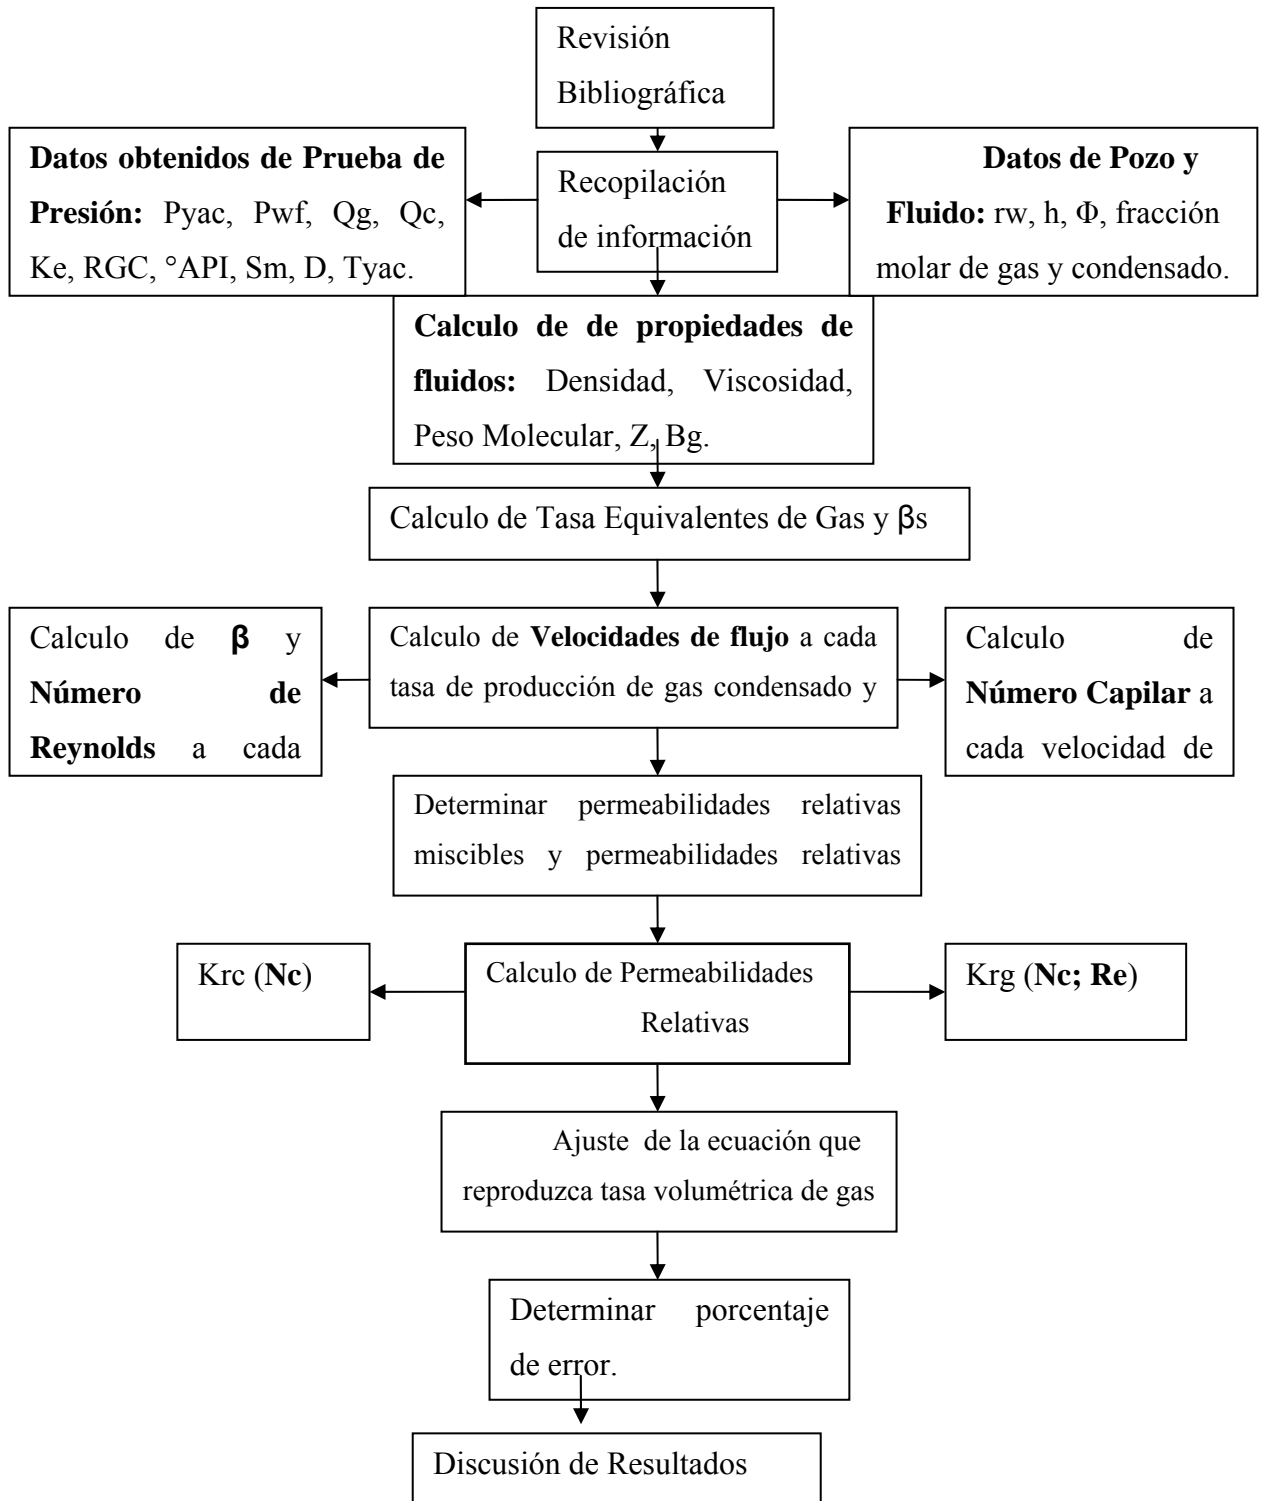 Revisión
Bibliográfica
Datos obtenidos de Prueba de
Presión: Pyac, Pwf, Qg, Qc,
Ke, RGC, °API, Sm, D, Tyac.
Recopilación
de información
Datos de Pozo y
Fluido: rw, h, Φ, fracción
molar de gas y condensado.
Calculo de de propiedades de
fluidos: Densidad, Viscosidad,
Peso Molecular, Z, Bg.
Calculo de Tasa Equivalentes de Gas y βs
Calculo de β y
Número de
Reynolds a cada
Calculo de Velocidades de flujo a cada
tasa de producción de gas condensado y
Calculo de
Número Capilar a
cada velocidad de
Determinar permeabilidades relativas
miscibles y permeabilidades relativas
Krc (Nc)
Calculo de Permeabilidades
Relativas
Krg (Nc; Re)
Ajuste de la ecuación que
reproduzca tasa volumétrica de gas
Determinar porcentaje
de error.
Discusión de Resultados